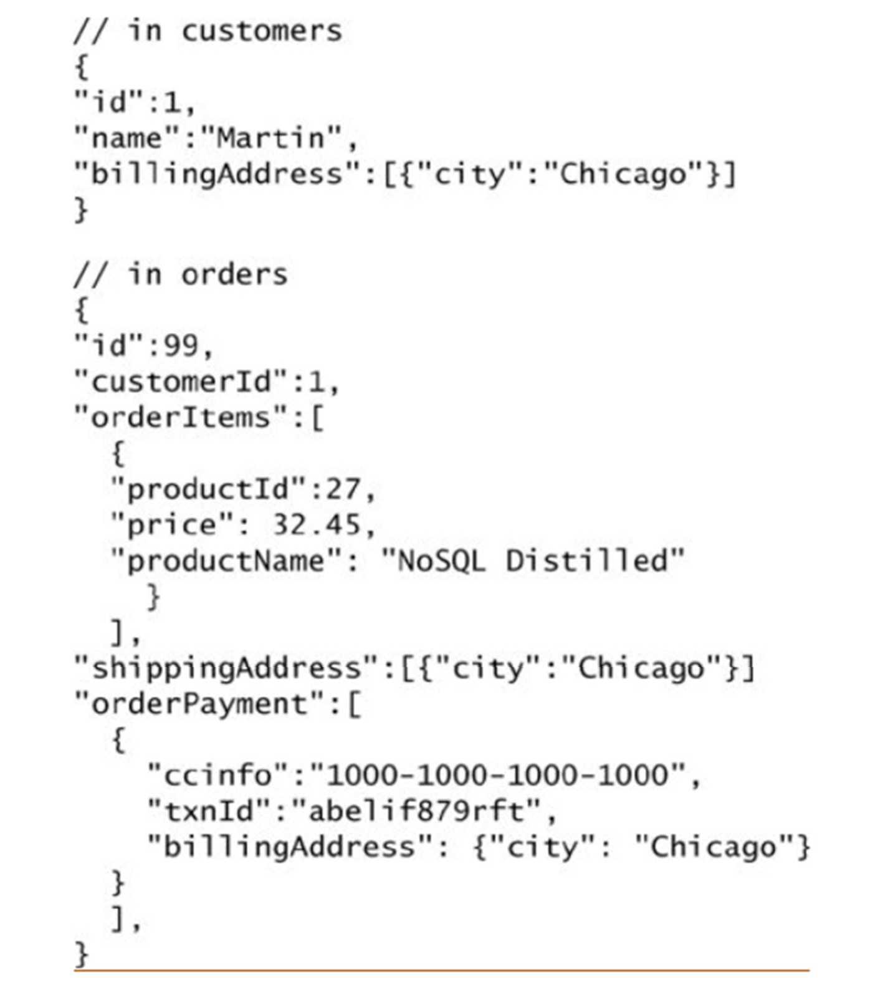 // in customers
{
"id":1,
"name":"Martin",
"billingAddress":[{"city":"Chicago"}]
}
// in orders
{
"id":99,
"customerId":1,
"orderItems":[
{
"productId":27,
"price": 32.45,
"productName": "NoSQL Distilled"
}
],
"shippingAddress":[{"city":"Chicago"}]
"orderPayment":[
{
"ccinfo":"1000-1000-1000-1000",
"txnId":"abelif879rft",
"billingAddress": {"city": "Chicago"}
}
],
}